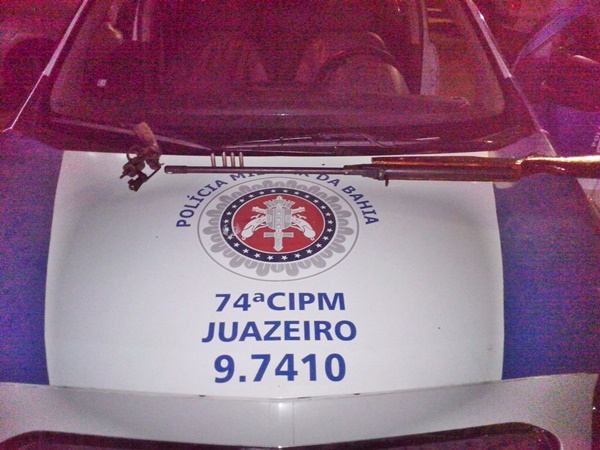 POLÍCIA MILITAR DA BAHIA
74ªCIPM
JUAZEIRO
9.7410